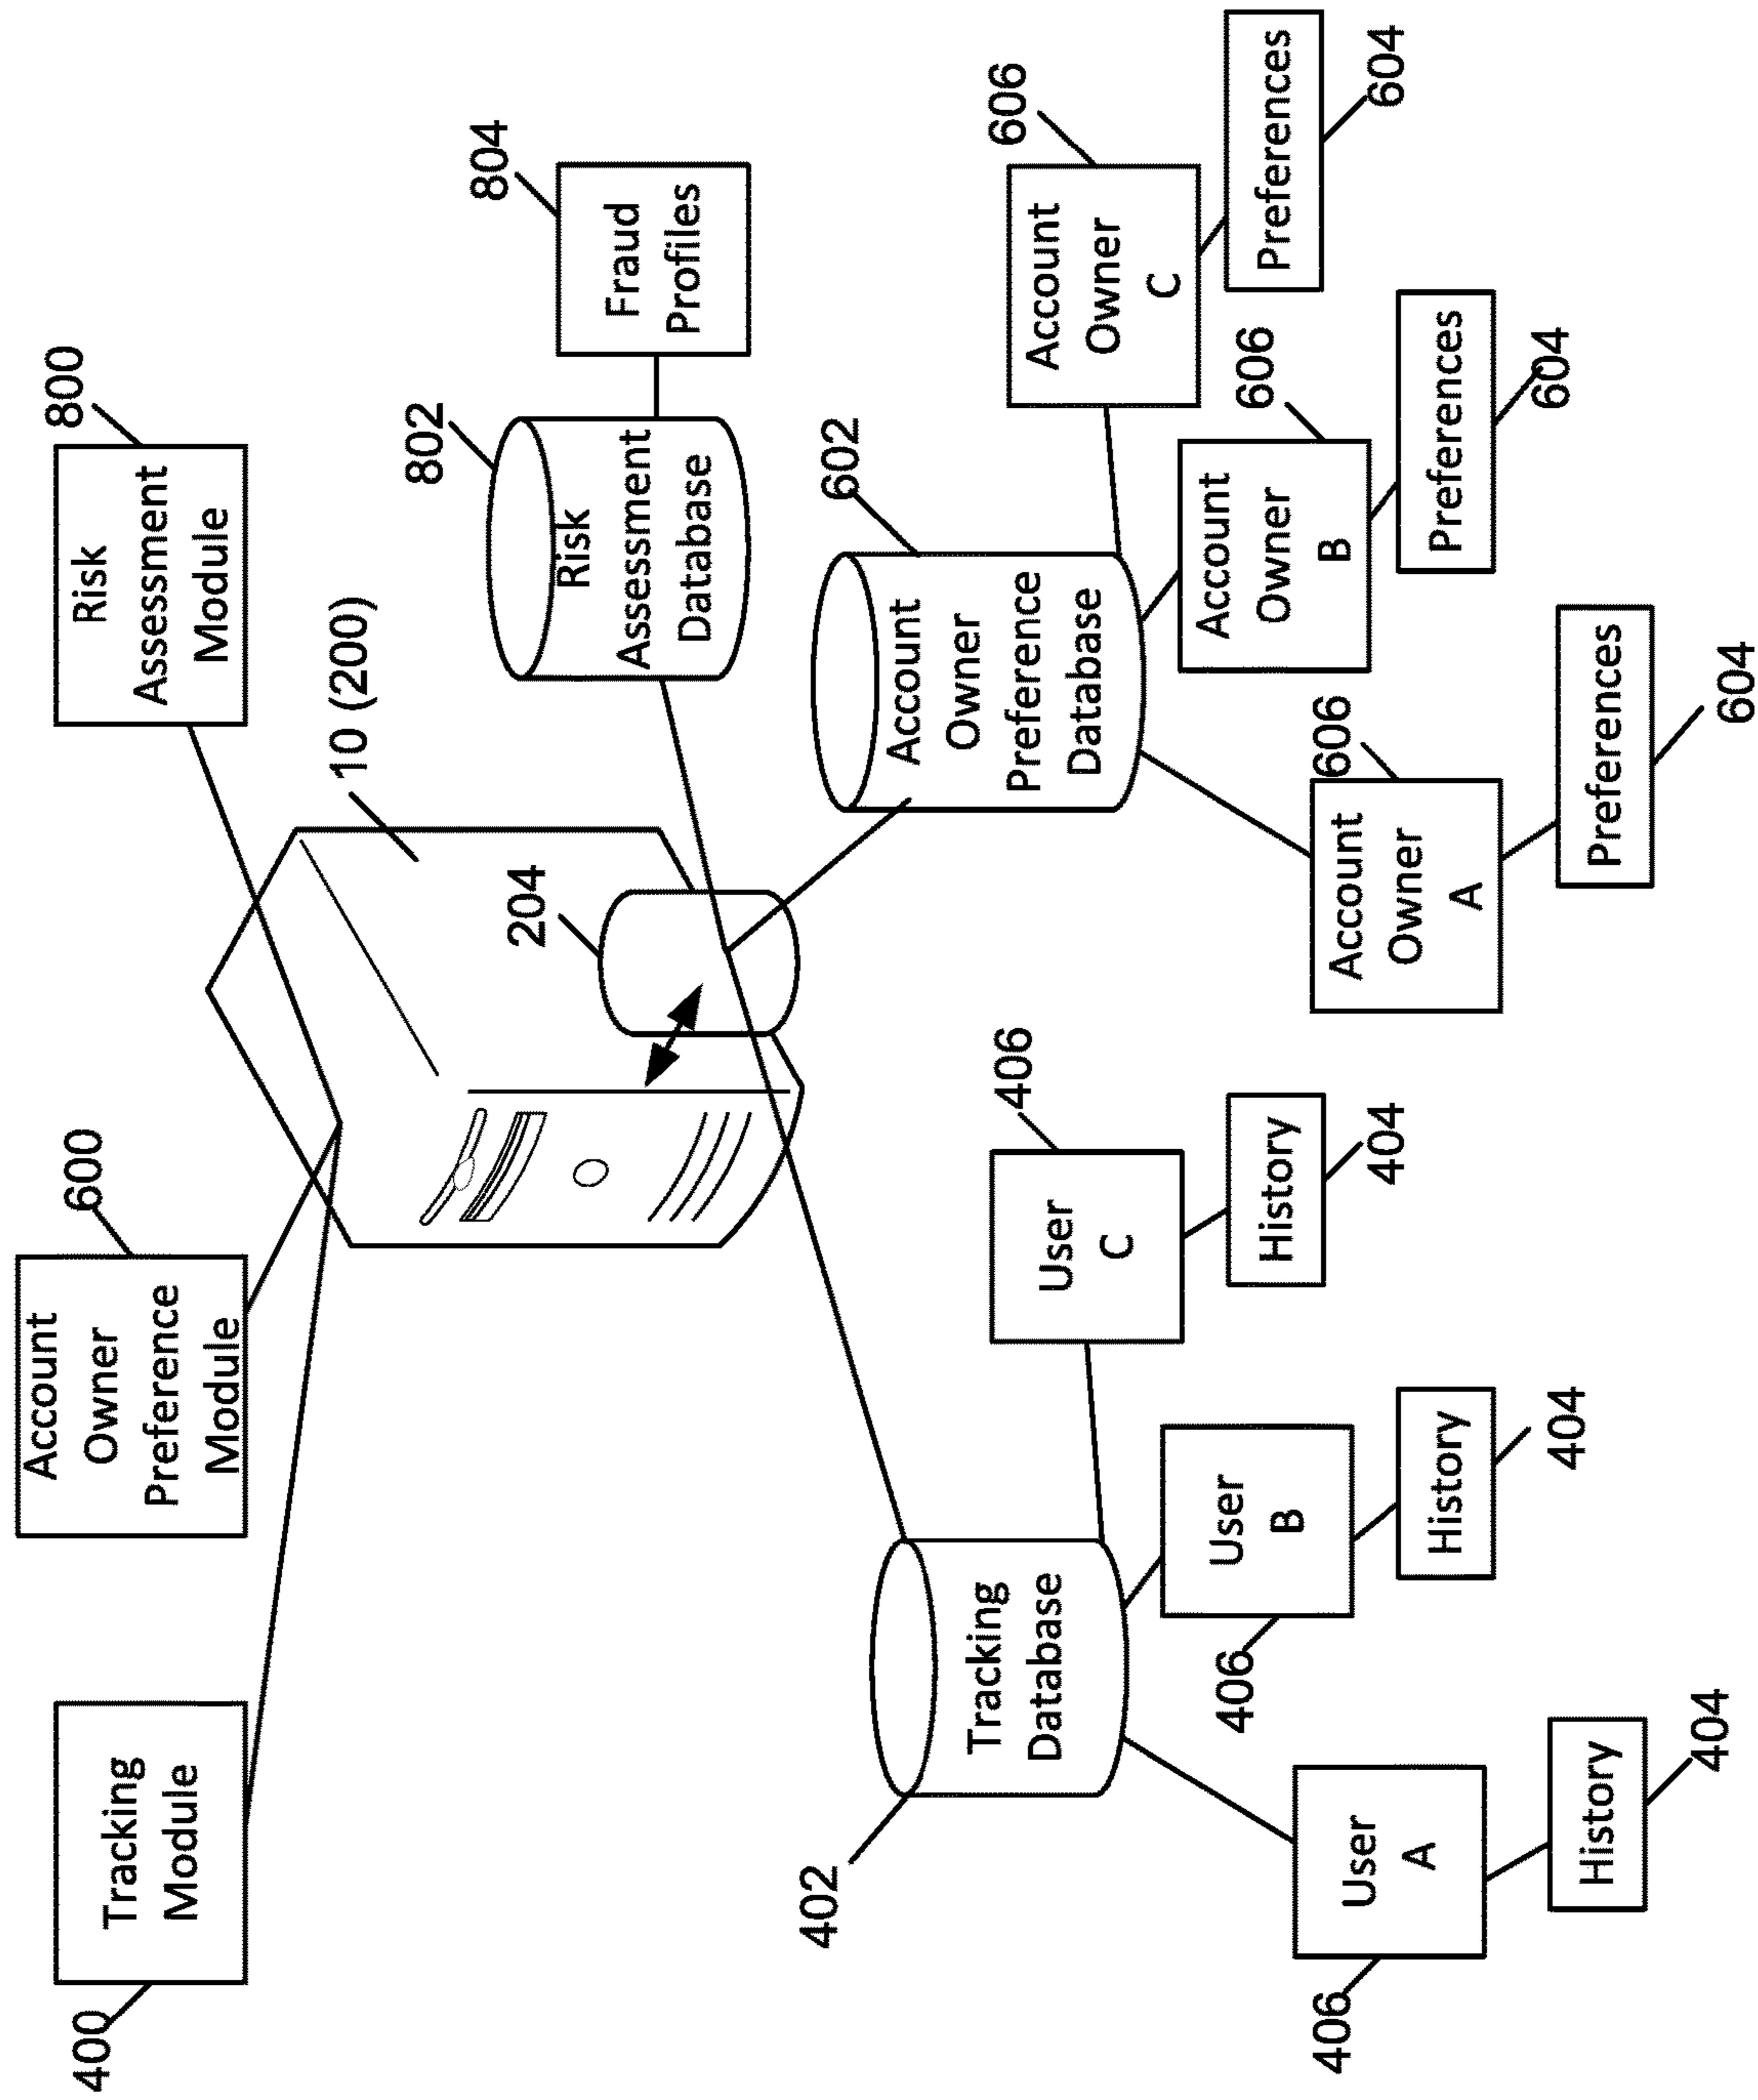 400
Tracking
Module
600
Account
Owner
Preference
Module
800
Risk
Assessment
Module
10 (200)
204
802
Risk
Assessment
Database
804
Fraud
Profiles
402
Tracking
Database
406
User
A
404
History
406
User
B
404
History
406
User
C
404
History
602
Account
Owner
Preference
Database
606
Account
Owner
A
604
Preferences
606
Account
Owner
B
604
Preferences
606
Account
Owner
C
604
Preferences